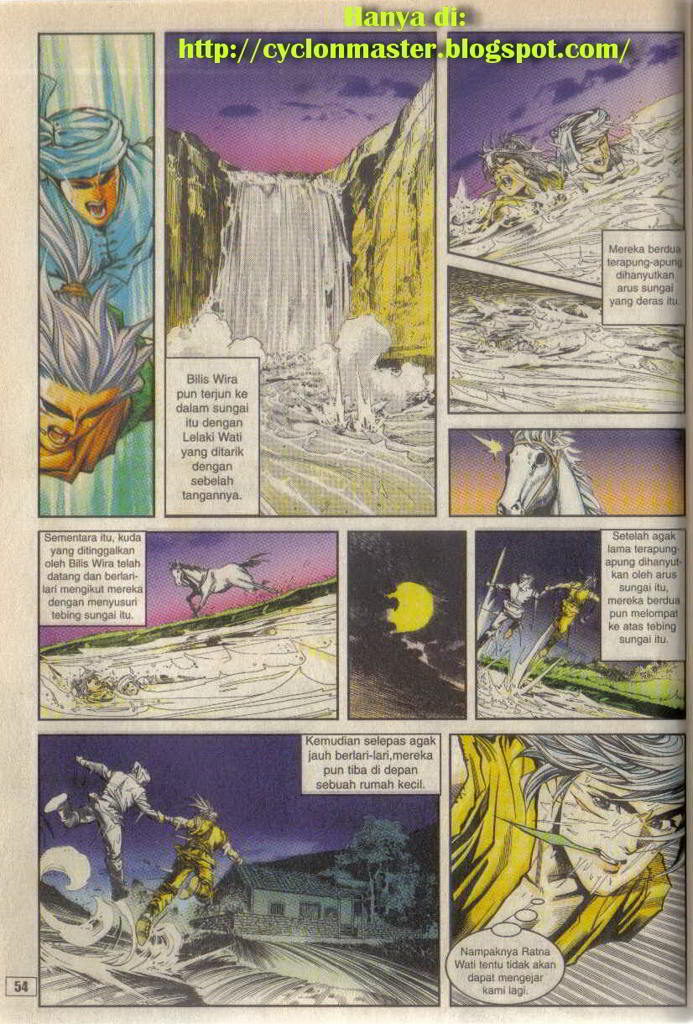 Hanya di:
http://cyclonmaster.blogspot.com/
Bilis Wira
pun terjun ke
dalam sungai
itu dengan
Lelaki Wati
yang ditarik
dengan
sebelah
tangannya.
Mereka berdua
terapung-apung
dihanyutkan
arus sungai
yang deras itu.
Sementara itu, kuda
yang ditinggalkan
oleh Bilis Wira telah
datang dan berlari-
lari mengikut mereka
dengan menyusuri
tebing sungai itu.
Setelah agak
lama terapung-
apung dihanyut-
kan oleh arus
sungai itu,
mereka berdua
pun melompat
ke atas tebing
sungai itu.
Kemudian selepas agak
jauh berlari-lari,mereka
pun tiba di depan
sebuah rumah kecil.
Nampaknya Ratna
Wati tentu tidak akan
dapat mengejar
kami lagi.
54